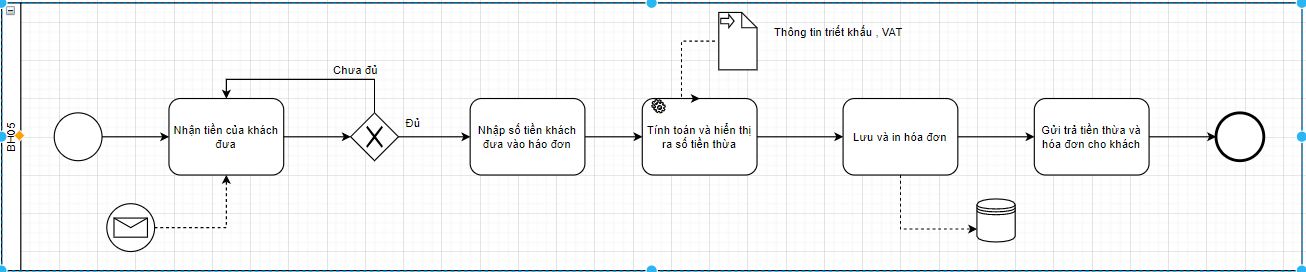 Thông tin triết khấu , VAT
Chưa đủ
BH05
Nhận tiền của khách
đưa
Đủ
Nhập số tiền khách
đưa vào háo đơn
Tính toán và hiển thị
ra số tiền thừa
Lưu và in hóa đơn
Gửi trả tiền thừa và
hóa đơn cho khách